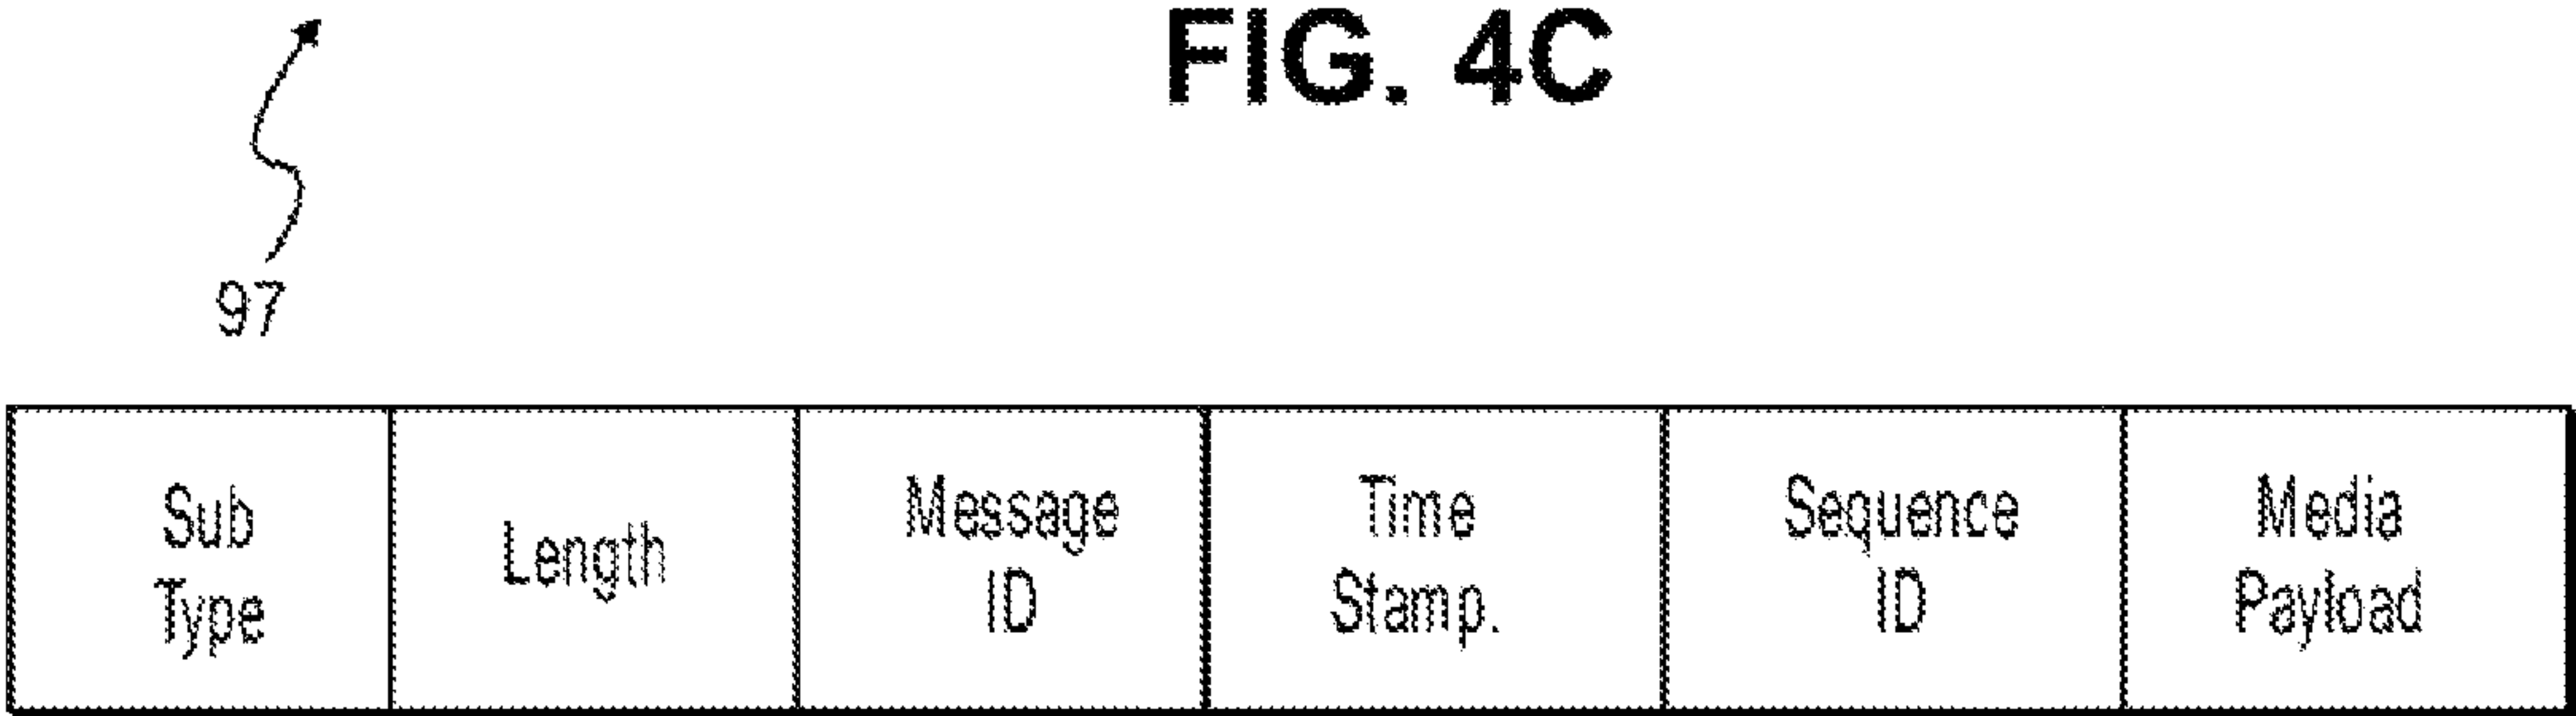 FIG. 4C
97
Sub
Type
Length
Message
ID
Time
Stamp.
Sequence
ID
Media
Payload